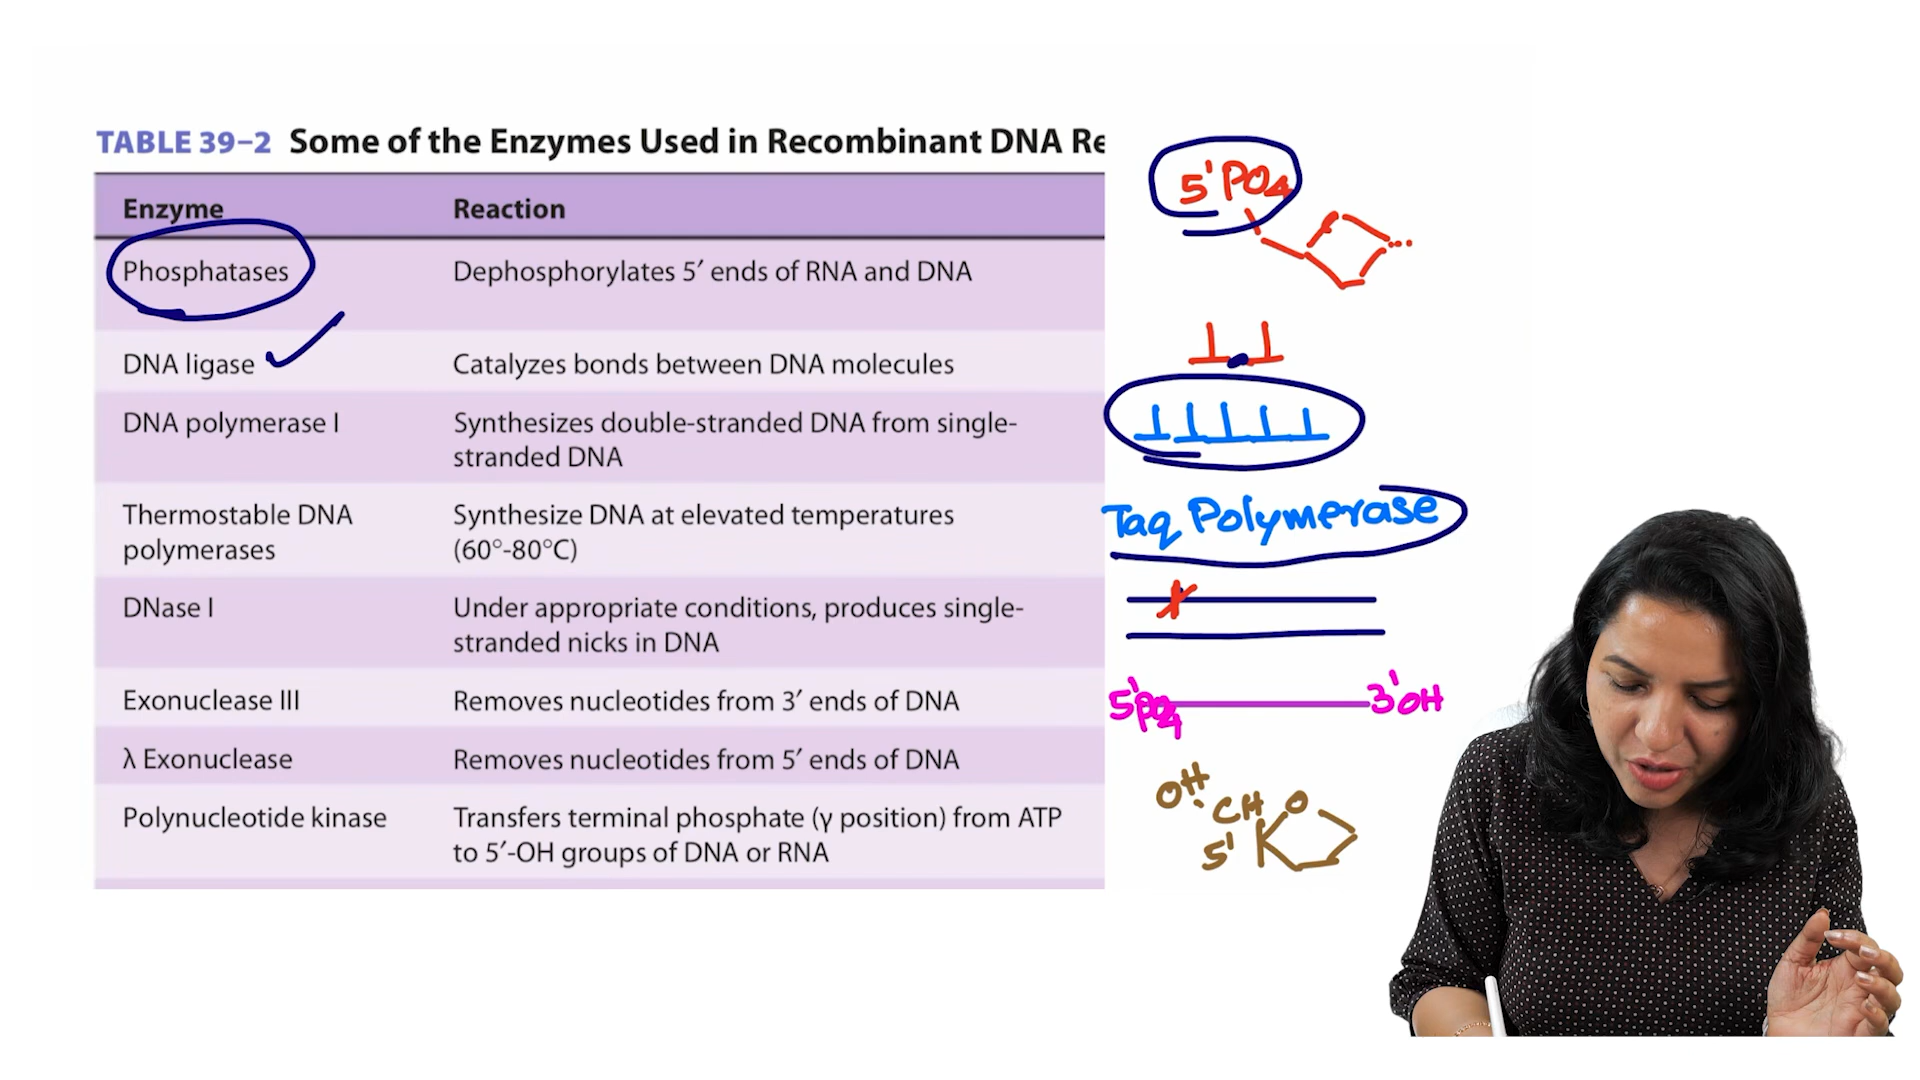 TABLE 39–2 Some of the Enzymes Used in Recombinant DNA Re
Enzyme Reaction
Phosphatases Dephosphorylates 5′ ends of RNA and DNA
DNA ligase Catalyzes bonds between DNA molecules
DNA polymerase I Synthesizes double-stranded DNA from single-
stranded DNA
Thermostable DNA Synthesize DNA at elevated temperatures
polymerases (60°-80°C)
DNase I Under appropriate conditions, produces single-
stranded nicks in DNA
Exonuclease III Removes nucleotides from 3′ ends of DNA
λ Exonuclease Removes nucleotides from 5′ ends of DNA
Polynucleotide kinase Transfers terminal phosphate (γ position) from ATP
to 5′-OH groups of DNA or RNA
5'PO4
Taq Polymerase
5'PO4 3'OH
OH
CH O
5'